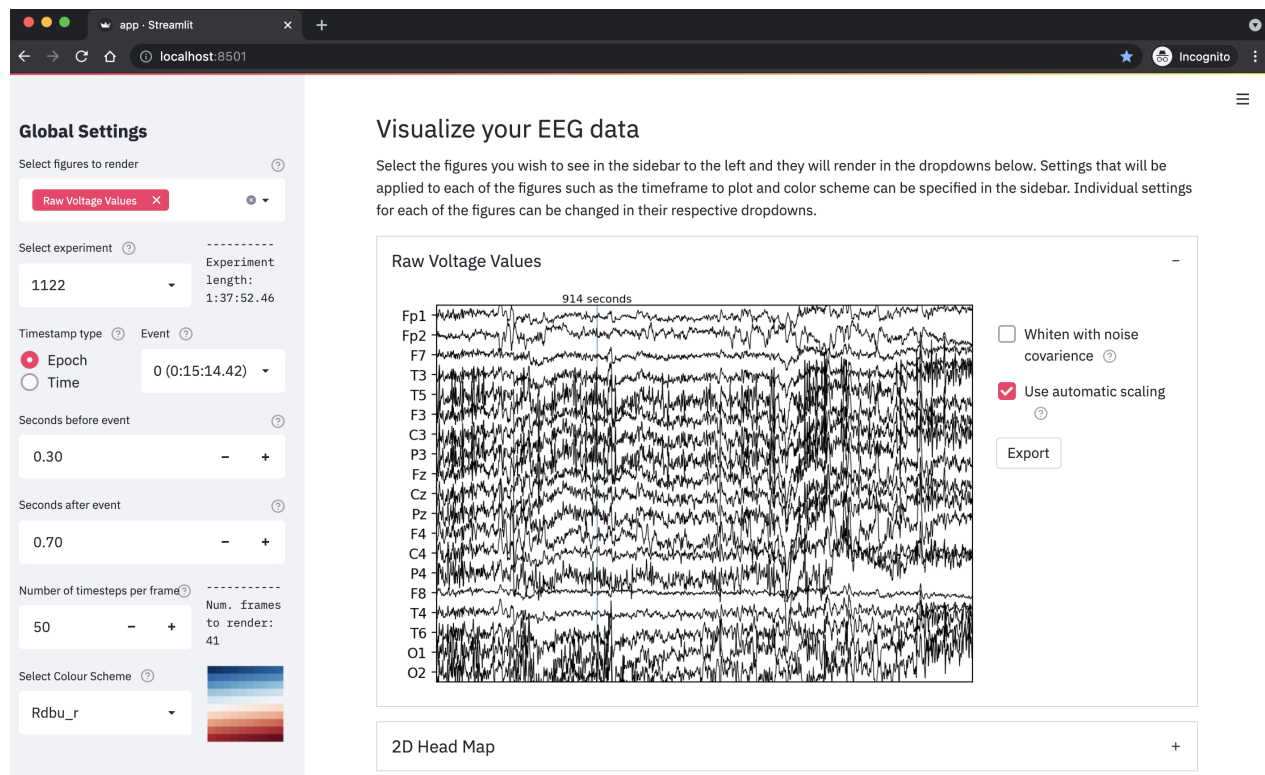 app · Streamlit
localhost:8501
Incognito
Global Settings
Select figures to render
Raw Voltage Values
Select experiment
1122
----------
Experiment
length:
1:37:52.46
Timestamp type
Event
Epoch
Time
0 (0:15:14.42)
Seconds before event
0.30
Seconds after event
0.70
Number of timesteps per frame
50
-----------
Num. frames
to render:
41
Select Colour Scheme
Rdbu_r
Visualize your EEG data
Select the figures you wish to see in the sidebar to the left and they will render in the dropdowns below. Settings that will be
applied to each of the figures such as the timeframe to plot and color scheme can be specified in the sidebar. Individual settings
for each of the figures can be changed in their respective dropdowns.
Raw Voltage Values
914 seconds
Fp1
Fp2
F7
T3
T5
F3
C3
P3
Fz
Cz
Pz
F4
C4
P4
F8
T4
T6
O1
O2
Whiten with noise
covarience
Use automatic scaling
Export
2D Head Map